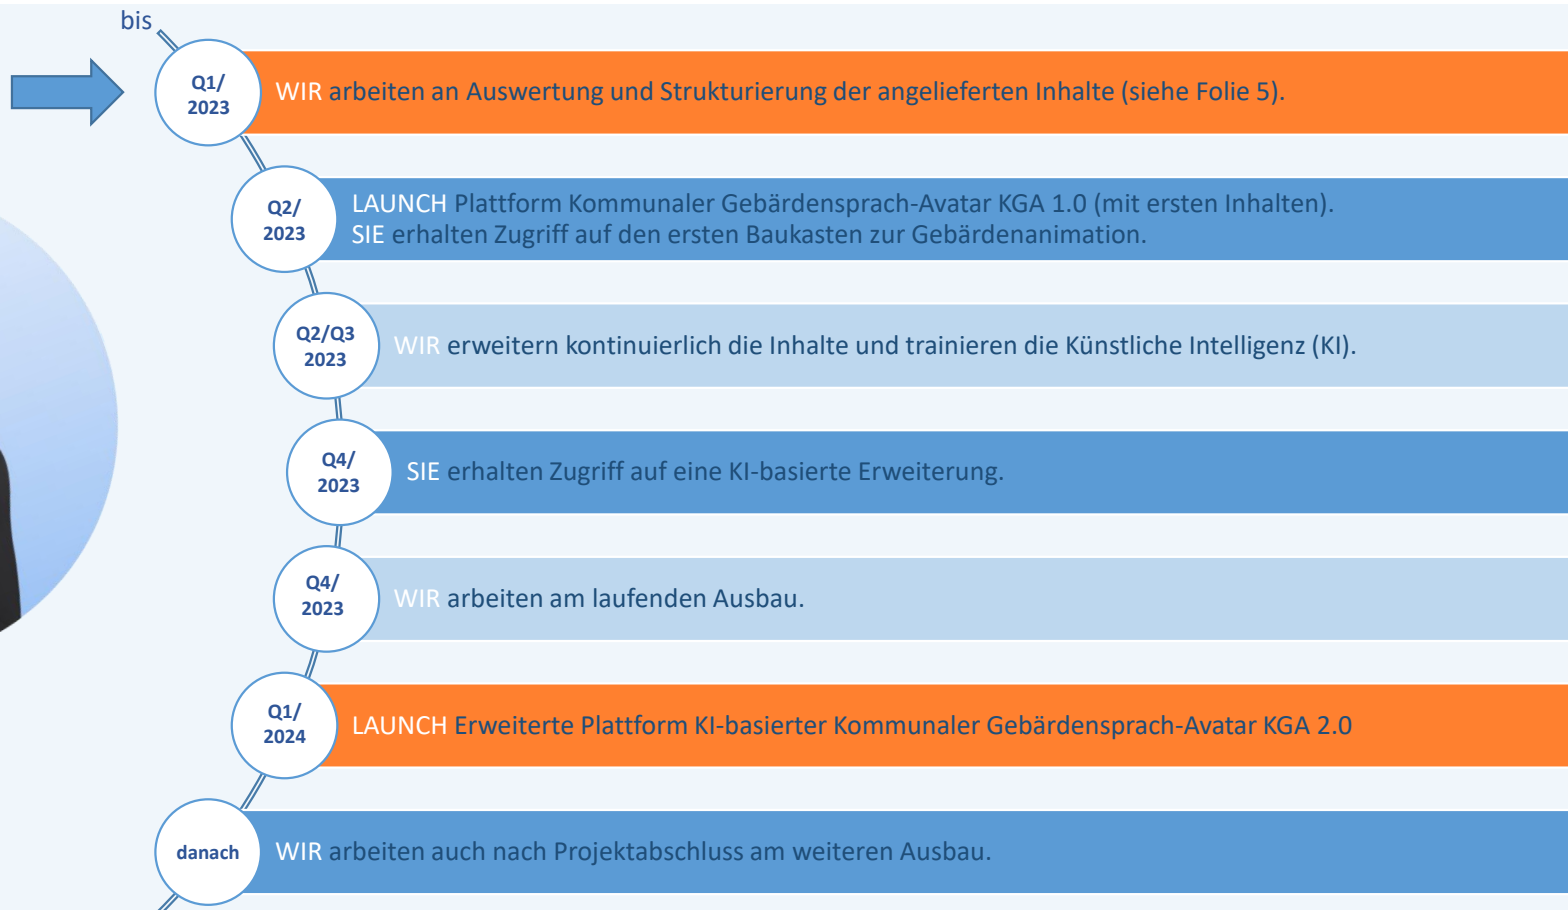 bis
Q1/
2023
WIR arbeiten an Auswertung und Strukturierung der angelieferten Inhalte (siehe Folie 5).
Q2/
2023
LAUNCH Plattform Kommunaler Gebärdensprach-Avatar KGA 1.0 (mit ersten Inhalten).
SIE erhalten Zugriff auf den ersten Baukasten zur Gebärdenanimation.
Q2/Q3
2023
WIR erweitern kontinuierlich die Inhalte und trainieren die Künstliche Intelligenz (KI).
Q4/
2023
SIE erhalten Zugriff auf eine KI-basierte Erweiterung.
Q4/
2023
WIR arbeiten am laufenden Ausbau.
Q1/
2024
LAUNCH Erweiterte Plattform KI-basierter Kommunaler Gebärdensprach-Avatar KGA 2.0
danach
WIR arbeiten auch nach Projektabschluss am weiteren Ausbau.